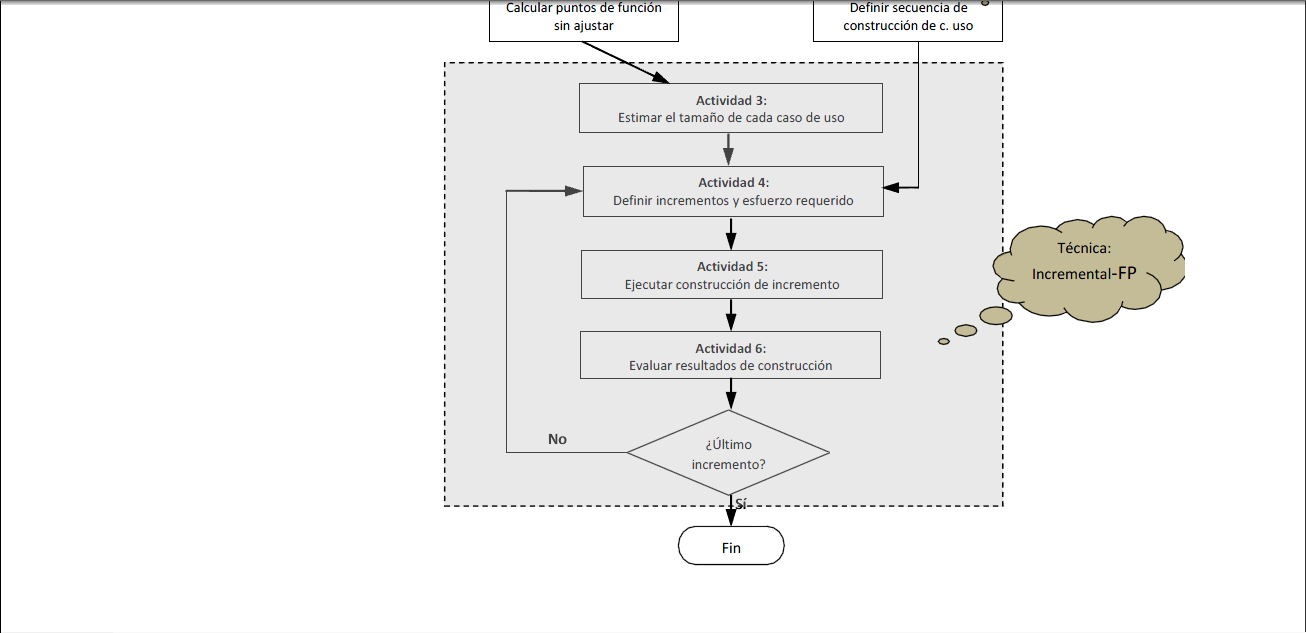 Calcular puntos de función
sin ajustar
Definir secuencia de
construcción de c. uso
Actividad 3:
Estimar el tamaño de cada caso de uso
Actividad 4:
Definir incrementos y esfuerzo requerido
Actividad 5:
Ejecutar construcción de incremento
Técnica:
Incremental-FP
Actividad 6:
Evaluar resultados de construcción
No
¿Último
incremento?
Sí
Fin